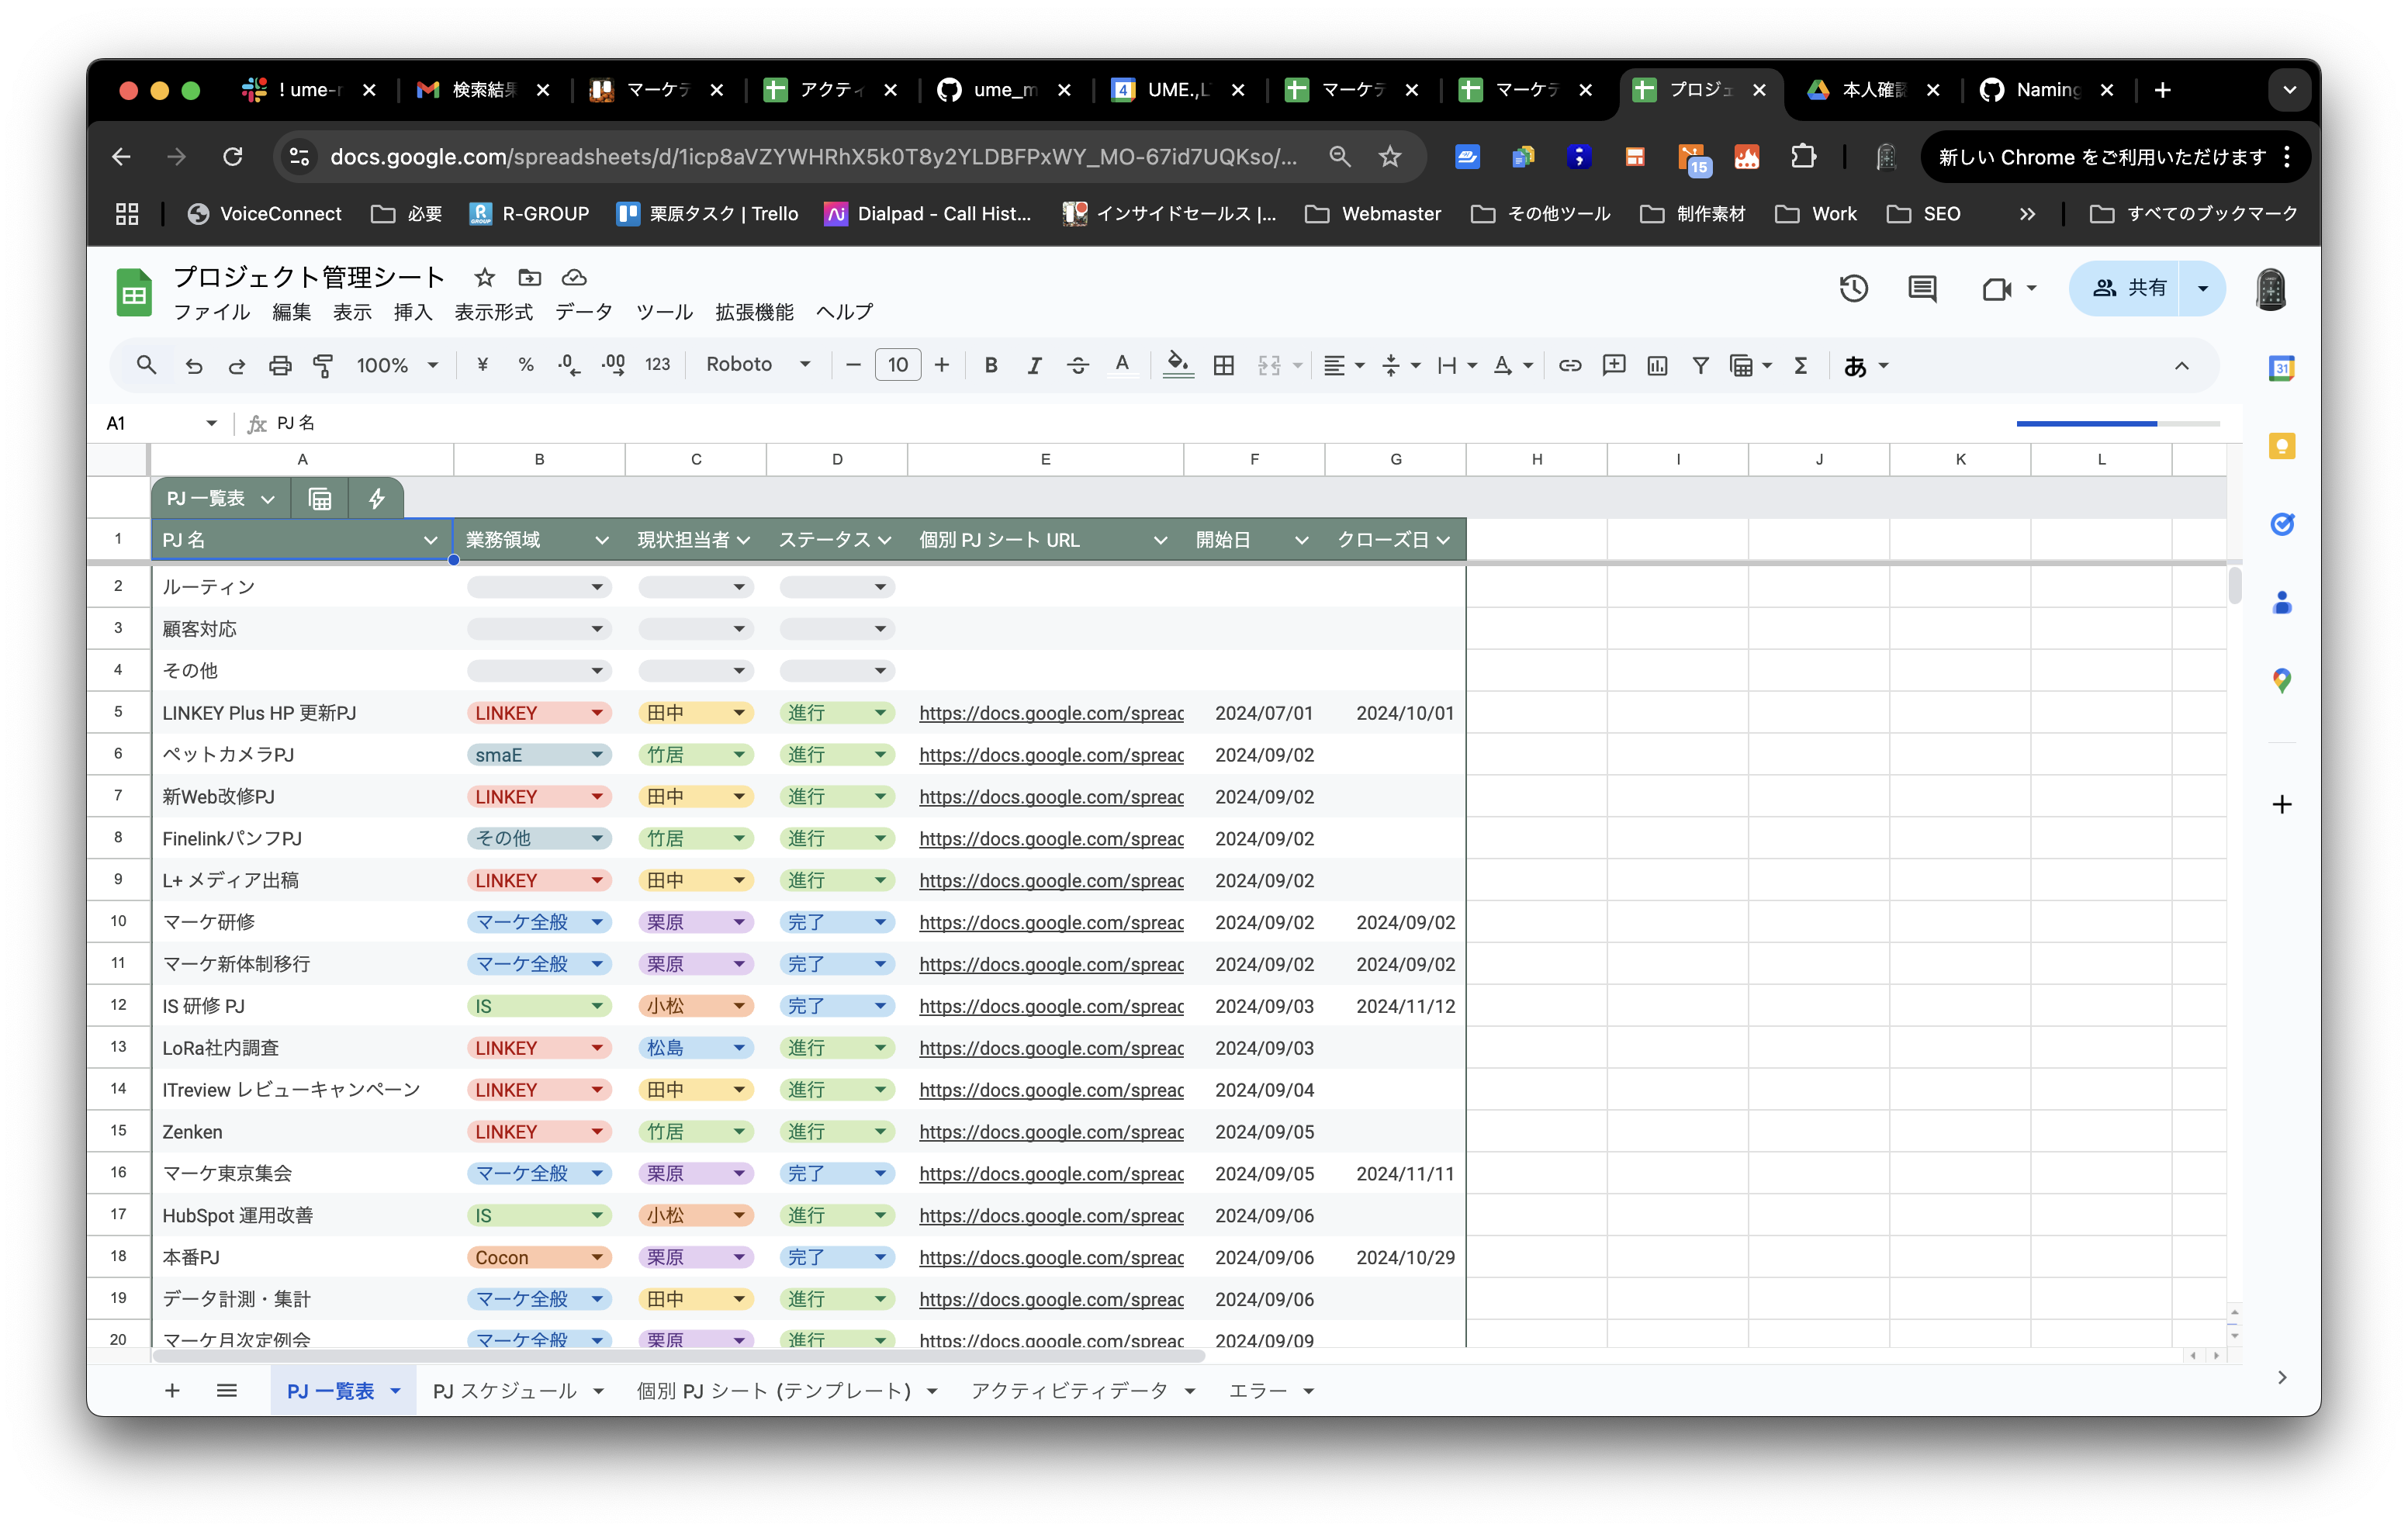 ! ume-r 検索結果 マーケテ アクティ ume_m UME.,L マーケテ マーケテ プロジェ 本人確認 Naming
docs.google.com/spreadsheets/d/1icp8aVZYWHRhX5k0T8y2YLDBFPxWY_MO-67id7UQKso/... 15 新しい Chrome をご利用いただけます
VoiceConnect 必要 R-GROUP 栗原タスク | Trello Dialpad - Call Hist... インサイドセールス |... Webmaster その他ツール 制作素材 Work SEO すべてのブックマーク
プロジェクト管理シート
ファイル 編集 表示 挿入 表示形式 データ ツール 拡張機能 ヘルプ 共有
100% ¥ % .0 .00 123 Roboto 10 B I A Σ あ
A1 fx PJ 名
A B C D E F G H I J K L
PJ 一覧表
1 PJ 名 業務領域 現状担当者 ステータス 個別 PJ シート URL 開始日 クローズ日
2 ルーティン
3 顧客対応
4 その他
5 LINKEY Plus HP 更新PJ LINKEY 田中 進行 https://docs.google.com/spreac 2024/07/01 2024/10/01
6 ペットカメラPJ smaE 竹居 進行 https://docs.google.com/spreac 2024/09/02
7 新Web改修PJ LINKEY 田中 進行 https://docs.google.com/spreac 2024/09/02
8 FinelinkパンフPJ その他 竹居 進行 https://docs.google.com/spreac 2024/09/02
9 L+ メディア出稿 LINKEY 田中 進行 https://docs.google.com/spreac 2024/09/02
10 マーケ研修 マーケ全般 栗原 完了 https://docs.google.com/spreac 2024/09/02 2024/09/02
11 マーケ新体制移行 マーケ全般 栗原 完了 https://docs.google.com/spreac 2024/09/02 2024/09/02
12 IS 研修 PJ IS 小松 完了 https://docs.google.com/spreac 2024/09/03 2024/11/12
13 LoRa社内調査 LINKEY 松島 進行 https://docs.google.com/spreac 2024/09/03
14 ITreview レビューキャンペーン LINKEY 田中 進行 https://docs.google.com/spreac 2024/09/04
15 Zenken LINKEY 竹居 進行 https://docs.google.com/spreac 2024/09/05
16 マーケ東京集会 マーケ全般 栗原 完了 https://docs.google.com/spreac 2024/09/05 2024/11/11
17 HubSpot 運用改善 IS 小松 進行 https://docs.google.com/spreac 2024/09/06
18 本番PJ Cocon 栗原 完了 https://docs.google.com/spreac 2024/09/06 2024/10/29
19 データ計測・集計 マーケ全般 田中 進行 https://docs.google.com/spreac 2024/09/06
20 マーケ月次定例会 マーケ全般 栗原 進行 https://docs.google.com/spreac 2024/09/09
PJ 一覧表 PJ スケジュール 個別 PJ シート (テンプレート) アクティビティデータ エラー